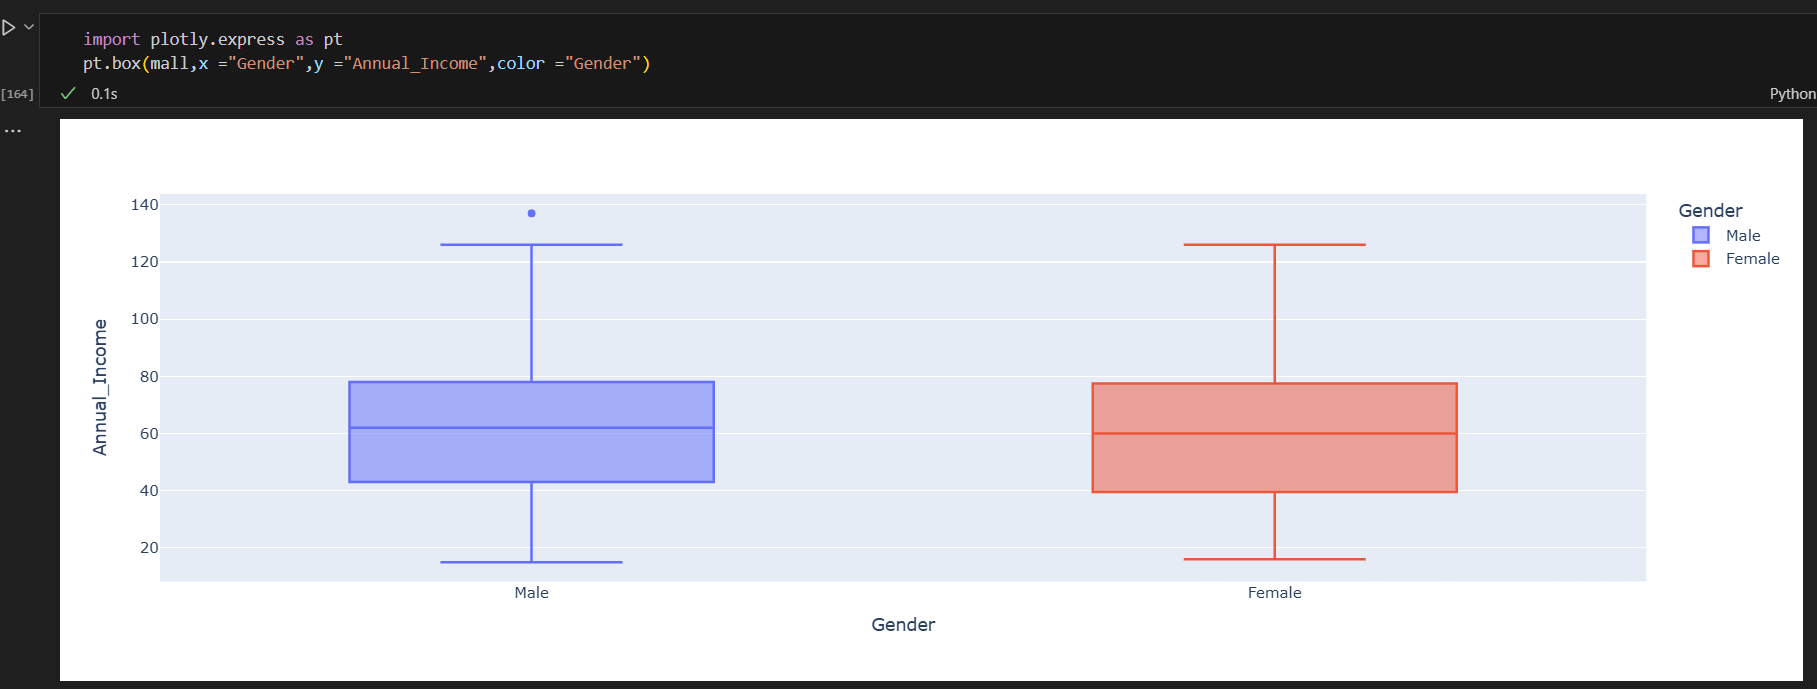 import plotly.express as pt
pt.box(mall,x ="Gender",y ="Annual_Income",color ="Gender")
[164]
0.1s
Python
...
140
120
100
80
60
40
20
Annual_Income
Male
Female
Gender
Gender
Male
Female